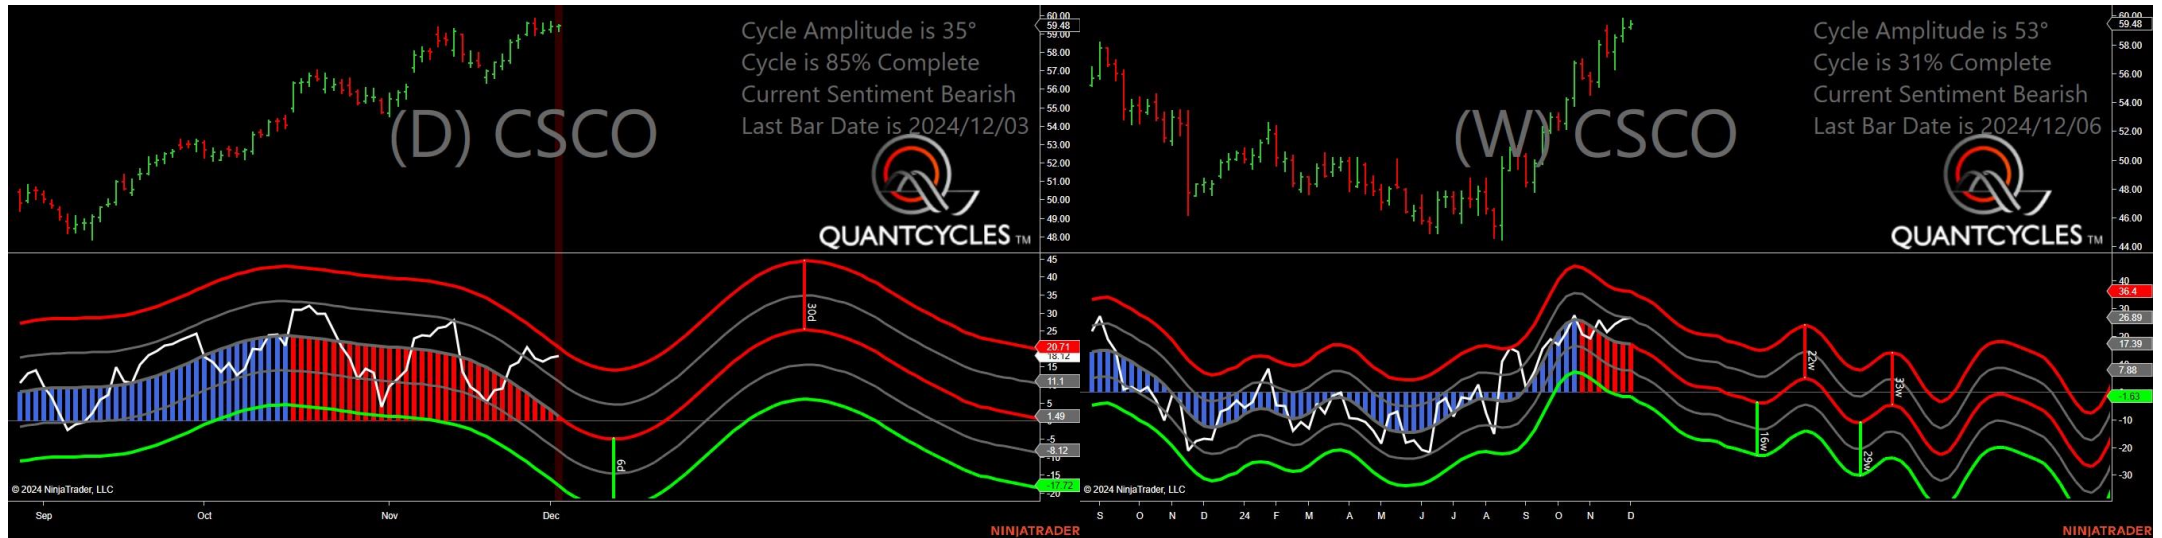 Cycle Amplitude is 35°
Cycle is 85% Complete
Current Sentiment Bearish
Last Bar Date is 2024/12/03
(D) CSCO
QUANTCYCLES TM
60.00
59.48
59.00
58.00
57.00
56.00
55.00
54.00
53.00
52.00
51.00
50.00
49.00
48.00
45
40
35
30
25
20.71
18.12
15
11.1
5
1.49
-5
-8.12
-10
-15
-17.72
-20
30d
6d
© 2024 NinjaTrader, LLC
Sep Oct Nov Dec
NINJATRADER
Cycle Amplitude is 53°
Cycle is 31% Complete
Current Sentiment Bearish
Last Bar Date is 2024/12/06
(W) CSCO
QUANTCYCLES TM
60.00
59.48
58.00
56.00
54.00
52.00
50.00
48.00
46.00
44.00
40
36.4
30
26.89
20
17.39
7.88
-1.63
-10
-20
-30
22w
33w
16w
29w
© 2024 NinjaTrader, LLC
S O N D 24 F M A M J J A S O N D
NINJATRADER